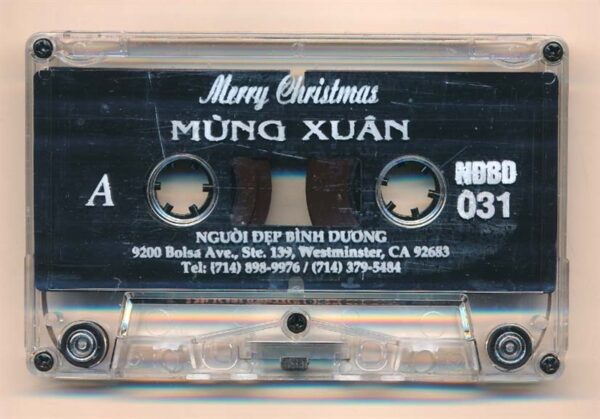 Merry Christmas
MỪNG XUÂN
A
NĐBD
031
NGƯỜI ĐẸP BÌNH DƯƠNG
9200 Bolsa Ave., Ste. 139, Westminster, CA 92683
Tel: (714) 898-9976 / (714) 379-5484